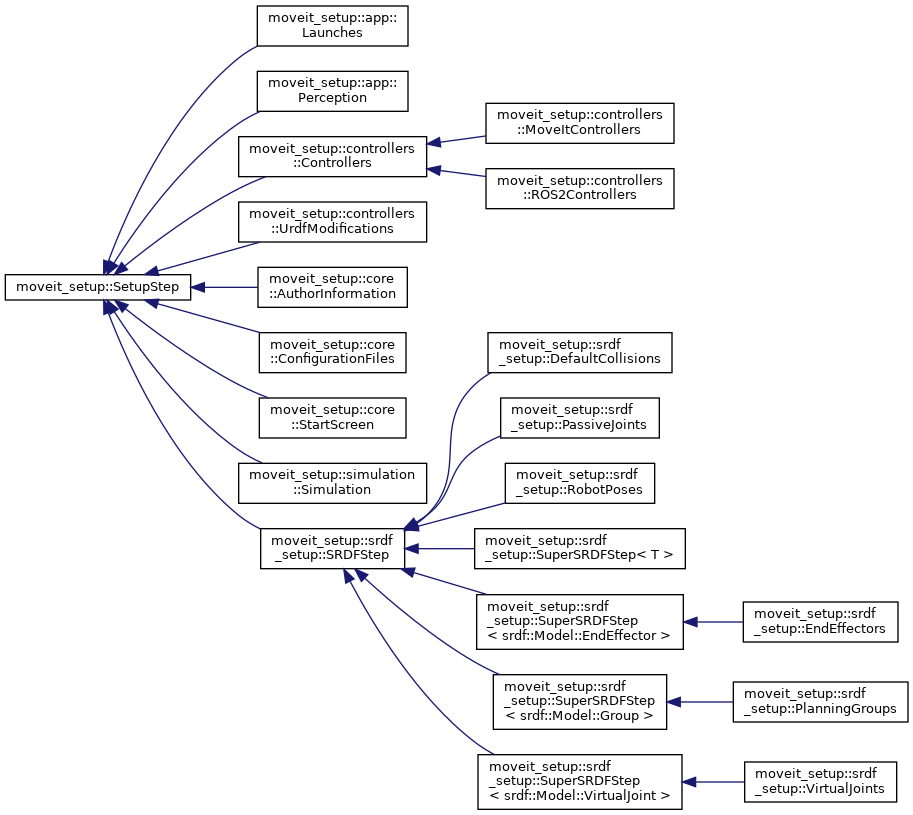 moveit_setup::app::
Launches
moveit_setup::app::
Perception
moveit_setup::controllers
::MoveItControllers
moveit_setup::controllers
::Controllers
moveit_setup::controllers
::ROS2Controllers
moveit_setup::controllers
::UrdfModifications
moveit_setup::SetupStep
moveit_setup::core
::AuthorInformation
moveit_setup::core
::ConfigurationFiles
moveit_setup::srdf
_setup::DefaultCollisions
moveit_setup::core
::StartScreen
moveit_setup::srdf
_setup::PassiveJoints
moveit_setup::simulation
::Simulation
moveit_setup::srdf
_setup::RobotPoses
moveit_setup::srdf
_setup::SRDFStep
moveit_setup::srdf
_setup::SuperSRDFStep< T >
moveit_setup::srdf
_setup::SuperSRDFStep
< srdf::Model::EndEffector >
moveit_setup::srdf
_setup::EndEffectors
moveit_setup::srdf
_setup::SuperSRDFStep
< srdf::Model::Group >
moveit_setup::srdf
_setup::PlanningGroups
moveit_setup::srdf
_setup::SuperSRDFStep
< srdf::Model::VirtualJoint >
moveit_setup::srdf
_setup::VirtualJoints